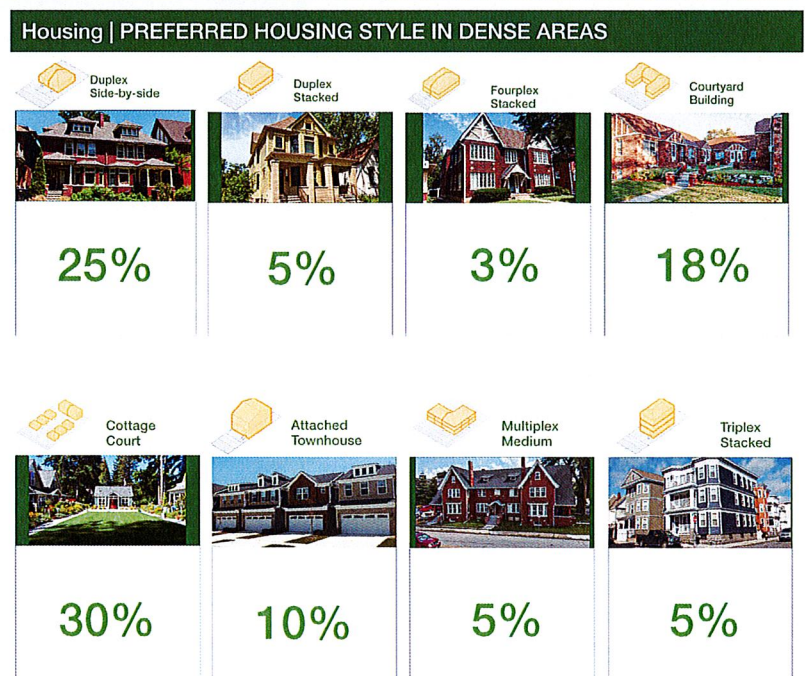 Housing | PREFERRED HOUSING STYLE IN DENSE AREAS
Duplex
Side-by-side
25%
Duplex
Stacked
5%
Fourplex
Stacked
3%
Courtyard
Building
18%
Cottage
Court
30%
Attached
Townhouse
10%
Multiplex
Medium
5%
Triplex
Stacked
5%